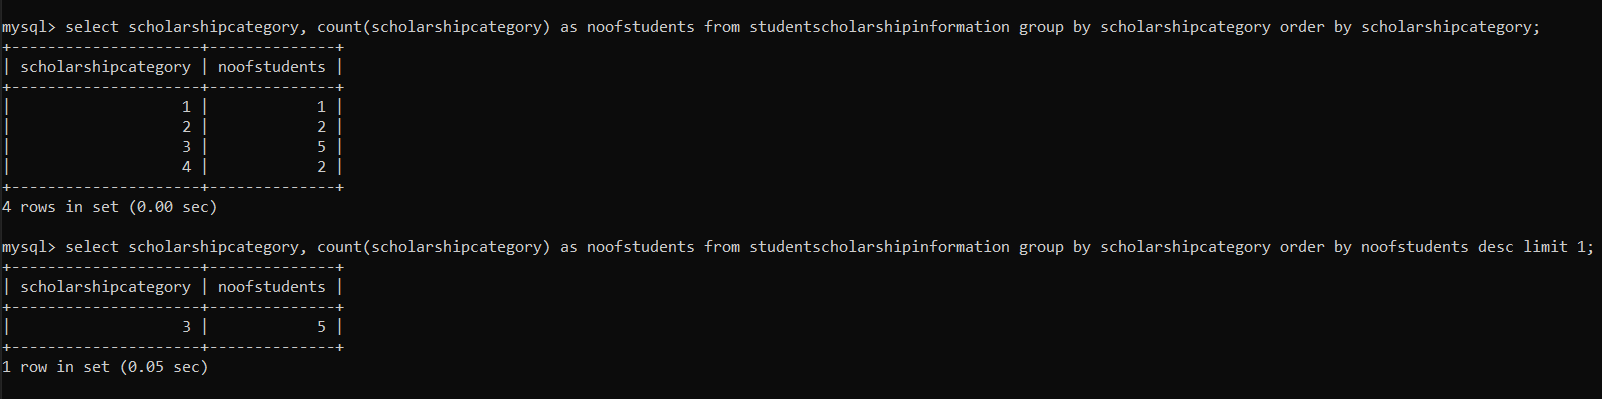 mysql> select scholarshipcategory, count(scholarshipcategory) as noofstudents from studentscholarshipinformation group by scholarshipcategory order by scholarshipcategory;
+---------------------+--------------+
| scholarshipcategory | noofstudents |
+---------------------+--------------+
|                   1 |            1 |
|                   2 |            2 |
|                   3 |            5 |
|                   4 |            2 |
+---------------------+--------------+
4 rows in set (0.00 sec)
mysql> select scholarshipcategory, count(scholarshipcategory) as noofstudents from studentscholarshipinformation group by scholarshipcategory order by noofstudents desc limit 1;
+---------------------+--------------+
| scholarshipcategory | noofstudents |
+---------------------+--------------+
|                   3 |            5 |
+---------------------+--------------+
1 row in set (0.05 sec)